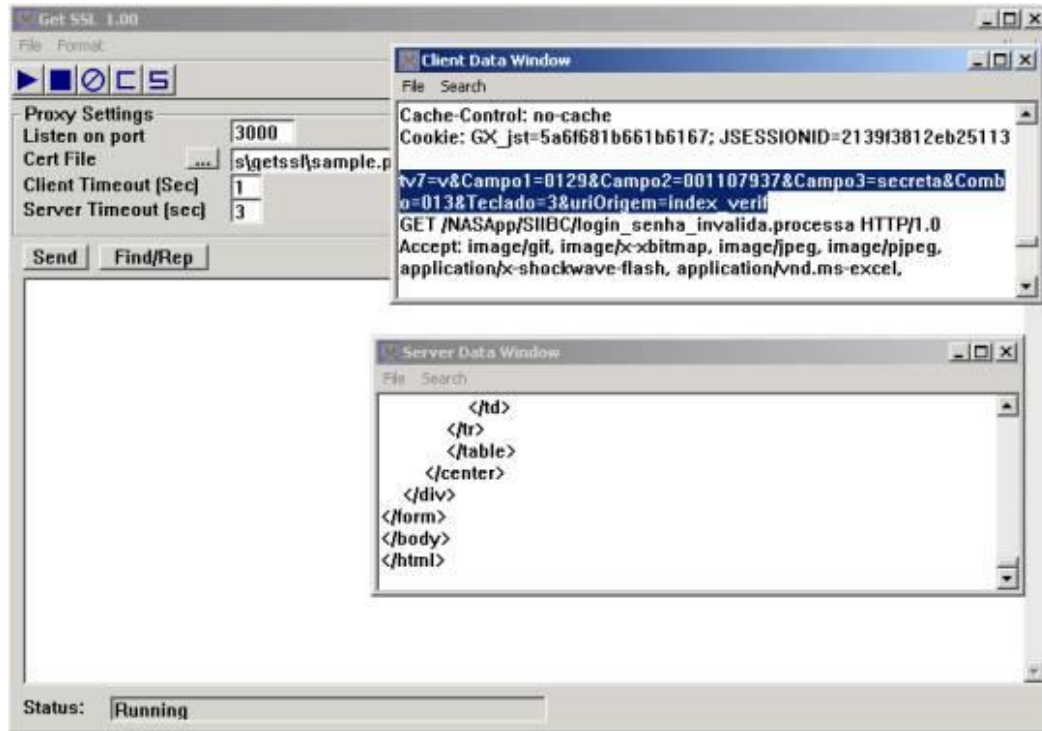 Get SSL 1.00
File Format
Proxy Settings
Listen on port 3000
Cert File ... s\getssl\sample.p
Client Timeout (Sec) 1
Server Timeout (sec) 3
Send Find/Rep
Client Data Window
File Search
Cache-Control: no-cache
Cookie: GX_jst=5a6f681b661b6167; JSESSIONID=2139f3812eb25113
tv7=v&Campo1=0129&Campo2=001107937&Campo3=secreta&Comb
o=013&Teclado=3&uriOrigem=index_verif
GET /NASApp/SIIBC/login_senha_invalida.processa HTTP/1.0
Accept: image/gif, image/x-xbitmap, image/jpeg, image/pjpeg,
application/x-shockwave-flash, application/vnd.ms-excel,
Server Data Window
File Search
</td>
</tr>
</table>
</center>
</div>
</form>
</body>
</html>
Status: Running